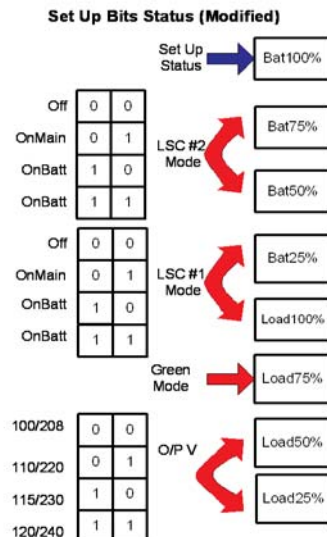 Set Up Bits Status (Modified)
Set Up
Status
Bat100%
Off 0 0
OnMain 0 1
OnBatt 1 0
OnBatt 1 1
LSC #2
Mode
Bat75%
Bat50%
Off 0 0
OnMain 0 1
OnBatt 1 0
OnBatt 1 1
LSC #1
Mode
Bat25%
Load100%
Green
Mode
Load75%
100/208 0 0
110/220 0 1
115/230 1 0
120/240 1 1
O/P V
Load50%
Load25%